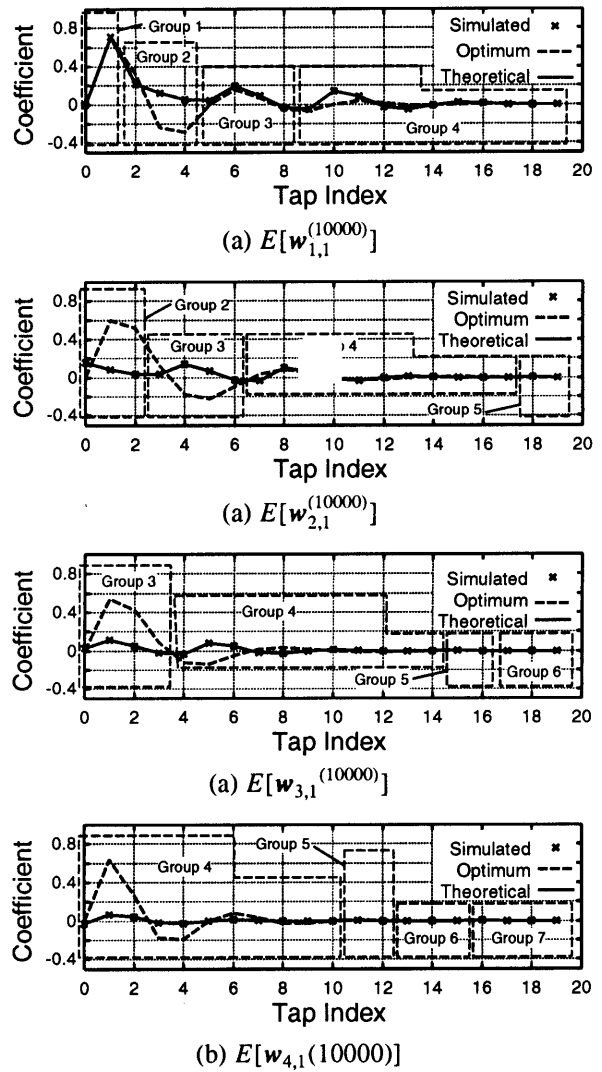 0.8
0.4
0
-0.4
Coefficient
Group 1
Group 2
Group 3
Group 4
Simulated
Optimum
Theoretical
0 2 4 6 8 10 12 14 16 18 20
Tap Index
(a) E[w_{1,1}^{(10000)}]
0.8
0.4
0
-0.4
Coefficient
Group 2
Group 3
4
Group 5
Simulated
Optimum
Theoretical
0 2 4 6 8 10 12 14 16 18 20
Tap Index
(a) E[w_{2,1}^{(10000)}]
0.8
0.4
0
-0.4
Coefficient
Group 3
Group 4
Group 5
Group 6
Simulated
Optimum
Theoretical
0 2 4 6 8 10 12 14 16 18 20
Tap Index
(a) E[w_{3,1}^{(10000)}]
0.8
0.4
0
-0.4
Coefficient
Group 4
Group 5
Group 6
Group 7
Simulated
Optimum
Theoretical
0 2 4 6 8 10 12 14 16 18 20
Tap Index
(b) E[w_{4,1}(10000)]